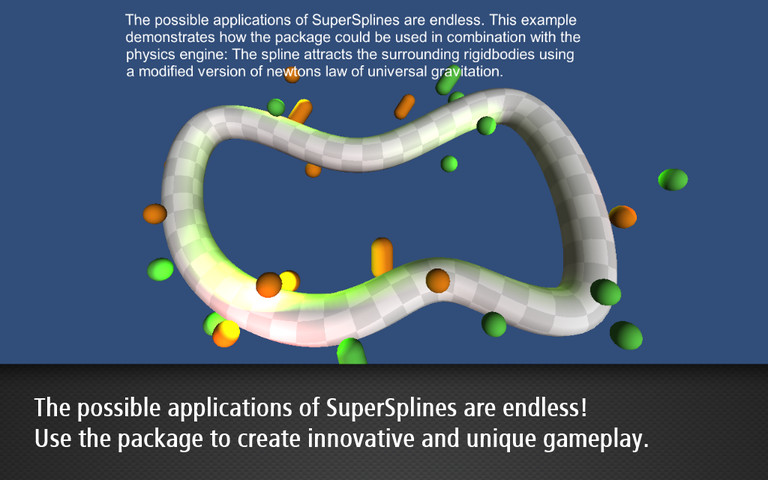 The possible applications of SuperSplines are endless. This example
demonstrates how the package could be used in combination with the
physics engine: The spline attracts the surrounding rigidbodies using
a modified version of newtons law of universal gravitation.
The possible applications of SuperSplines are endless!
Use the package to create innovative and unique gameplay.